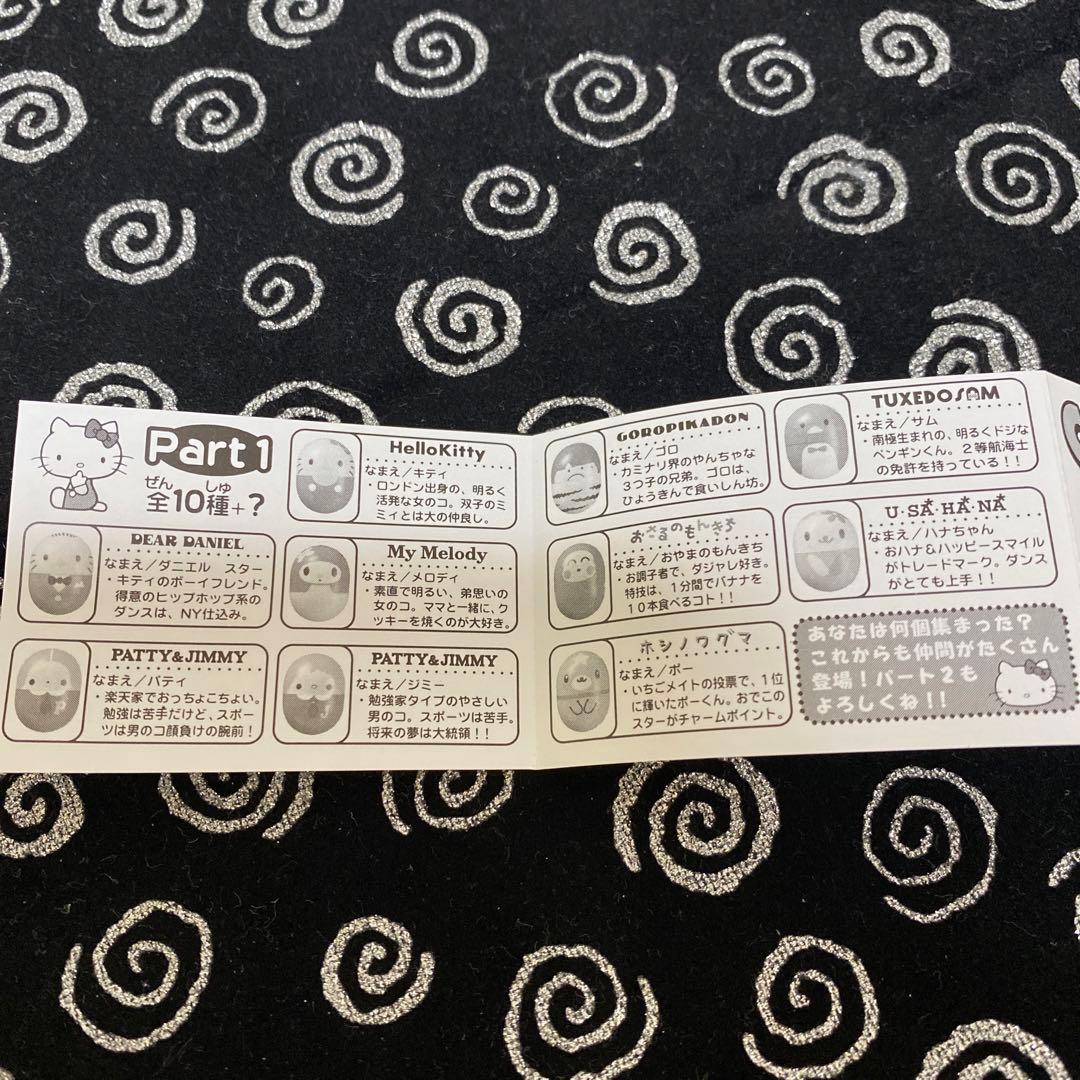 Part 1
ぜん しゅ
全10種+?
HelloKitty
なまえ/キティ
・ロンドン出身の、明るく
活発な女のコ。双子のミ
ミィとは大の仲良し。
DEAR DANIEL
なまえ/ダニエル スター
・キティのボーイフレンド。
得意のヒップホップ系の
ダンスは、NY仕込み。
My Melody
なまえ/メロディ
・素直で明るい、弟思いの
女のコ。ママと一緒に、ク
ッキーを焼くのが大好き。
PATTY&JIMMY
なまえ/パティ
・楽天家でおっちょこちょい。
勉強は苦手だけど、スポー
ツは男のコ顔負けの腕前!
PATTY&JIMMY
なまえ/ジミー
・勉強家タイプのやさしい
男のコ。スポーツは苦手。
将来の夢は大統領!!
GOROPIKADON
なまえ/ゴロ
・カミナリ界のやんちゃな
3つ子の兄弟。ゴロは、
ひょうきんで食いしん坊。
TUXEDOSAM
なまえ/サム
・南極生まれの、明るくドジな
ペンギンくん。2等航海士
の免許を持っている!!
おさるのもんきち
なまえ/おやまのもんきち
・お調子者で、ダジャレ好き。
特技は、1分間でバナナを
10本食べるコト!!
U・SA・HA・NA
なまえ/ハナちゃん
・おハナ&ハッピースマイル
がトレードマーク。ダンス
がとても上手!!
ホシノワグマ
なまえ/ポー
・いちごメイトの投票で、1位
に輝いたポーくん。おでこの
スターがチャームポイント。
あなたは何個集まった?
これからも仲間がたくさん
登場!パート2も
よろしくね!!